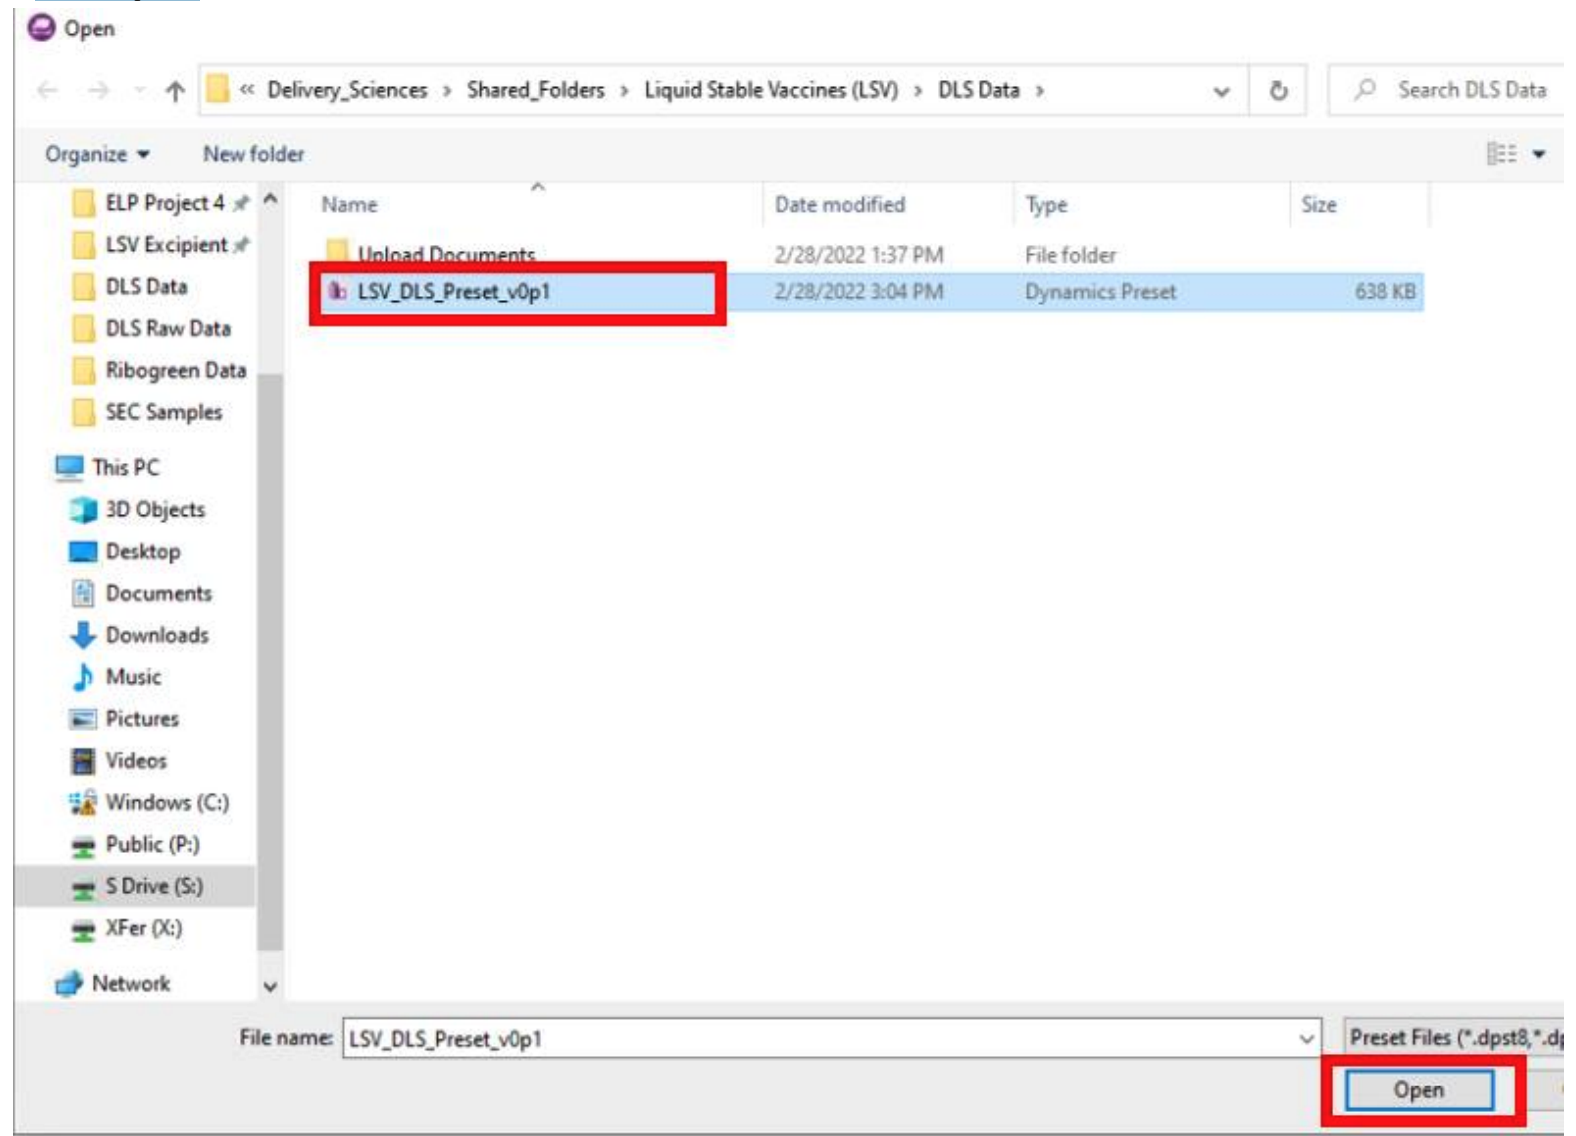 Open
« Delivery_Sciences > Shared_Folders > Liquid Stable Vaccines (LSV) > DLS Data > Search DLS Data
Organize New folder
Name Date modified Type Size
ELP Project 4
LSV Excipient
DLS Data
DLS Raw Data
Ribogreen Data
SEC Samples
This PC
3D Objects
Desktop
Documents
Downloads
Music
Pictures
Videos
Windows (C:)
Public (P:)
S Drive (S:)
XFer (X:)
Network
Upload Documents 2/28/2022 1:37 PM File folder
LSV_DLS_Preset_v0p1 2/28/2022 3:04 PM Dynamics Preset 638 KB
File name: LSV_DLS_Preset_v0p1 Preset Files (*.dpst8,*.d
Open